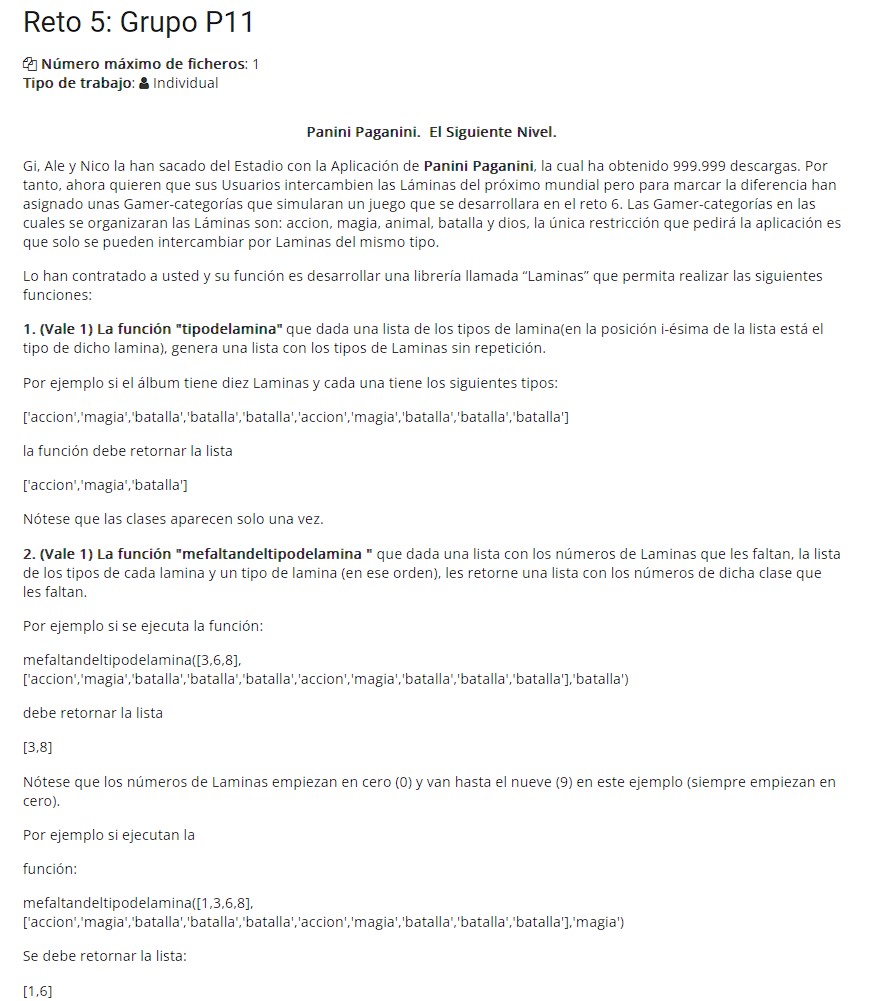 Reto 5: Grupo P11
Número máximo de ficheros: 1
Tipo de trabajo: Individual
Panini Paganini. El Siguiente Nivel.
Gi, Ale y Nico la han sacado del Estadio con la Aplicación de Panini Paganini, la cual ha obtenido 999.999 descargas. Por
tanto, ahora quieren que sus Usuarios intercambien las Láminas del próximo mundial pero para marcar la diferencia han
asignado unas Gamer-categorías que simularan un juego que se desarrollara en el reto 6. Las Gamer-categorías en las
cuales se organizaran las Láminas son: accion, magia, animal, batalla y dios, la única restricción que pedirá la aplicación es
que solo se pueden intercambiar por Laminas del mismo tipo.
Lo han contratado a usted y su función es desarrollar una librería llamada “Laminas” que permita realizar las siguientes
funciones:
1. (Vale 1) La función "tipodelamina" que dada una lista de los tipos de lamina(en la posición i-ésima de la lista está el
tipo de dicho lamina), genera una lista con los tipos de Laminas sin repetición.
Por ejemplo si el álbum tiene diez Laminas y cada una tiene los siguientes tipos:
['accion','magia','batalla','batalla','batalla','accion','magia','batalla','batalla','batalla']
la función debe retornar la lista
['accion','magia','batalla']
Nótese que las clases aparecen solo una vez.
2. (Vale 1) La función "mefaltandeltipodelamina " que dada una lista con los números de Laminas que les faltan, la lista
de los tipos de cada lamina y un tipo de lamina (en ese orden), les retorne una lista con los números de dicha clase que
les faltan.
Por ejemplo si se ejecuta la función:
mefaltandeltipodelamina([3,6,8],
['accion','magia','batalla','batalla','batalla','accion','magia','batalla','batalla','batalla'],'batalla')
debe retornar la lista
[3,8]
Nótese que los números de Laminas empiezan en cero (0) y van hasta el nueve (9) en este ejemplo (siempre empiezan en
cero).
Por ejemplo si ejecutan la
función:
mefaltandeltipodelamina([1,3,6,8],
['accion','magia','batalla','batalla','batalla','accion','magia','batalla','batalla','batalla'],'magia')
Se debe retornar la lista:
[1,6]